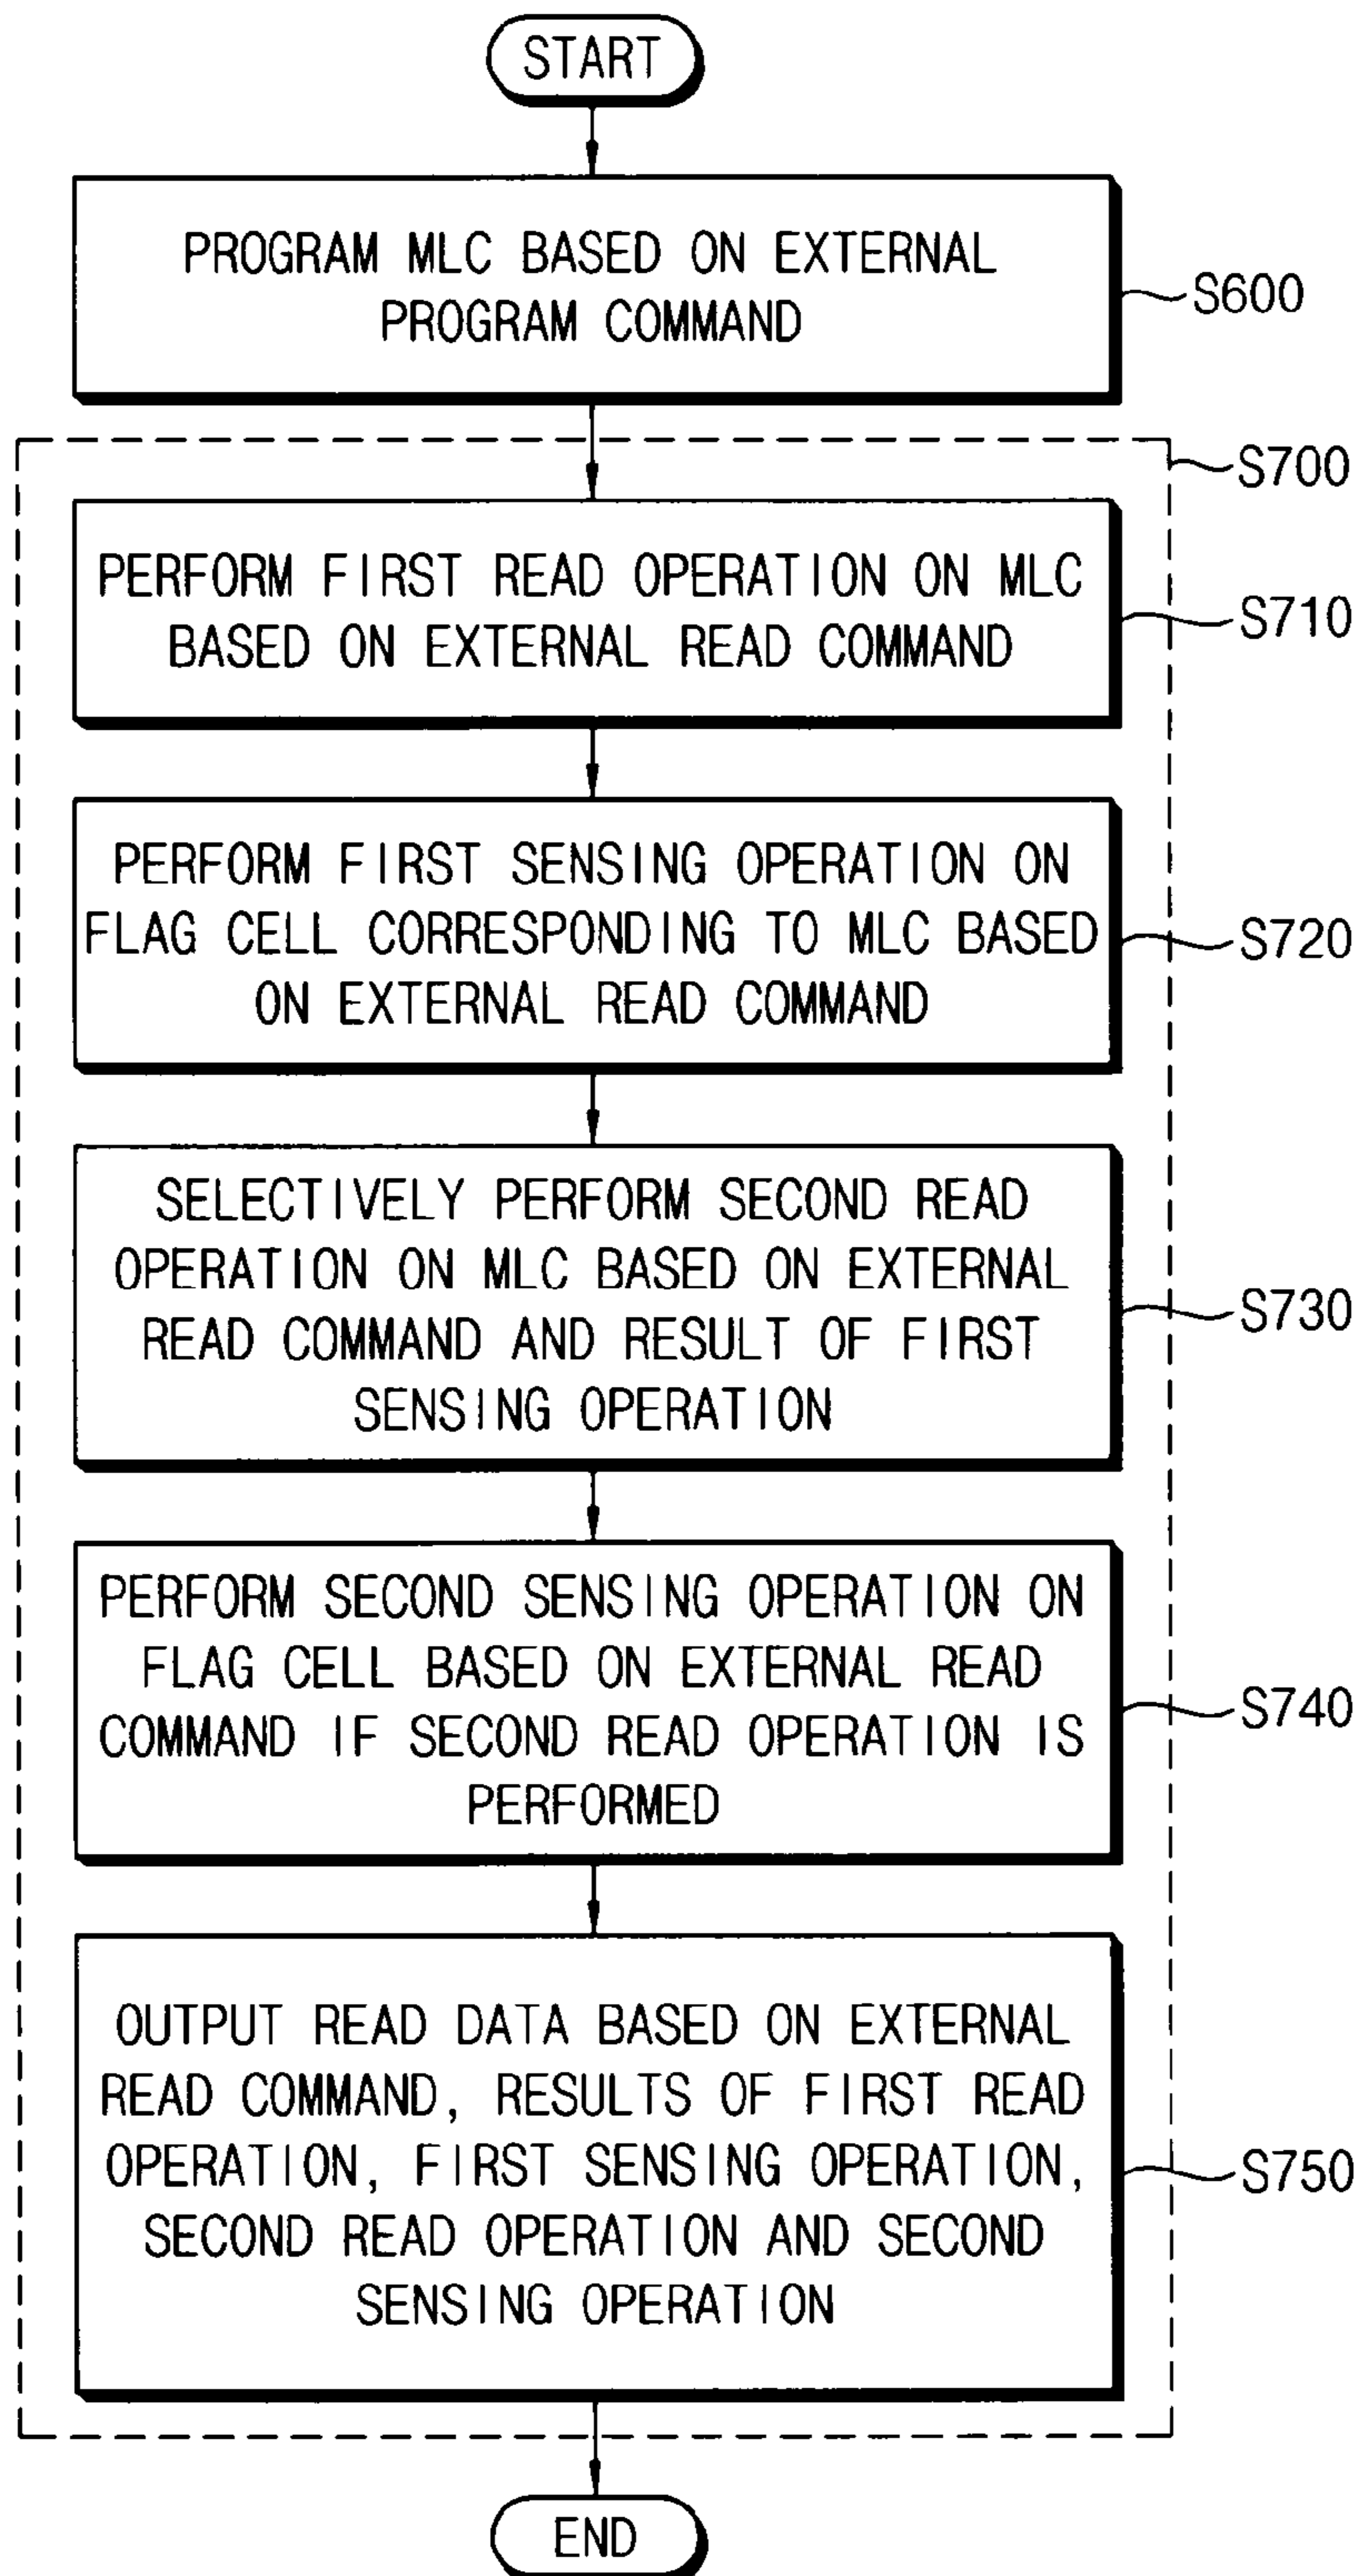 START
PROGRAM MLC BASED ON EXTERNAL
PROGRAM COMMAND
S600
S700
PERFORM FIRST READ OPERATION ON MLC
BASED ON EXTERNAL READ COMMAND
S710
PERFORM FIRST SENSING OPERATION ON
FLAG CELL CORRESPONDING TO MLC BASED
ON EXTERNAL READ COMMAND
S720
SELECTIVELY PERFORM SECOND READ
OPERATION ON MLC BASED ON EXTERNAL
READ COMMAND AND RESULT OF FIRST
SENSING OPERATION
S730
PERFORM SECOND SENSING OPERATION ON
FLAG CELL BASED ON EXTERNAL READ
COMMAND IF SECOND READ OPERATION IS
PERFORMED
S740
OUTPUT READ DATA BASED ON EXTERNAL
READ COMMAND, RESULTS OF FIRST READ
OPERATION, FIRST SENSING OPERATION,
SECOND READ OPERATION AND SECOND
SENSING OPERATION
S750
END